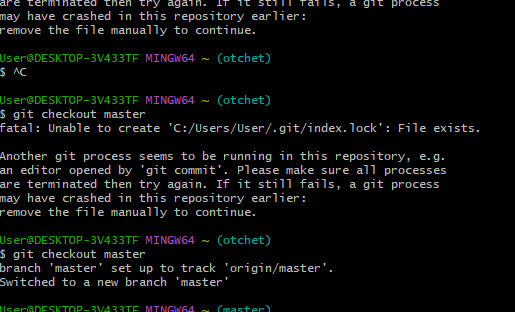 are terminated then try again. If it still fails, a git process
may have crashed in this repository earlier:
remove the file manually to continue.
User@DESKTOP-3V433TF MINGW64 ~ (otchet)
$ ^C
User@DESKTOP-3V433TF MINGW64 ~ (otchet)
$ git checkout master
fatal: Unable to create 'C:/Users/User/.git/index.lock': File exists.
Another git process seems to be running in this repository, e.g.
an editor opened by 'git commit'. Please make sure all processes
are terminated then try again. If it still fails, a git process
may have crashed in this repository earlier:
remove the file manually to continue.
User@DESKTOP-3V433TF MINGW64 ~ (otchet)
$ git checkout master
branch 'master' set up to track 'origin/master'.
Switched to a new branch 'master'
User@DESKTOP-3V433TF MINGW64 ~ (master)